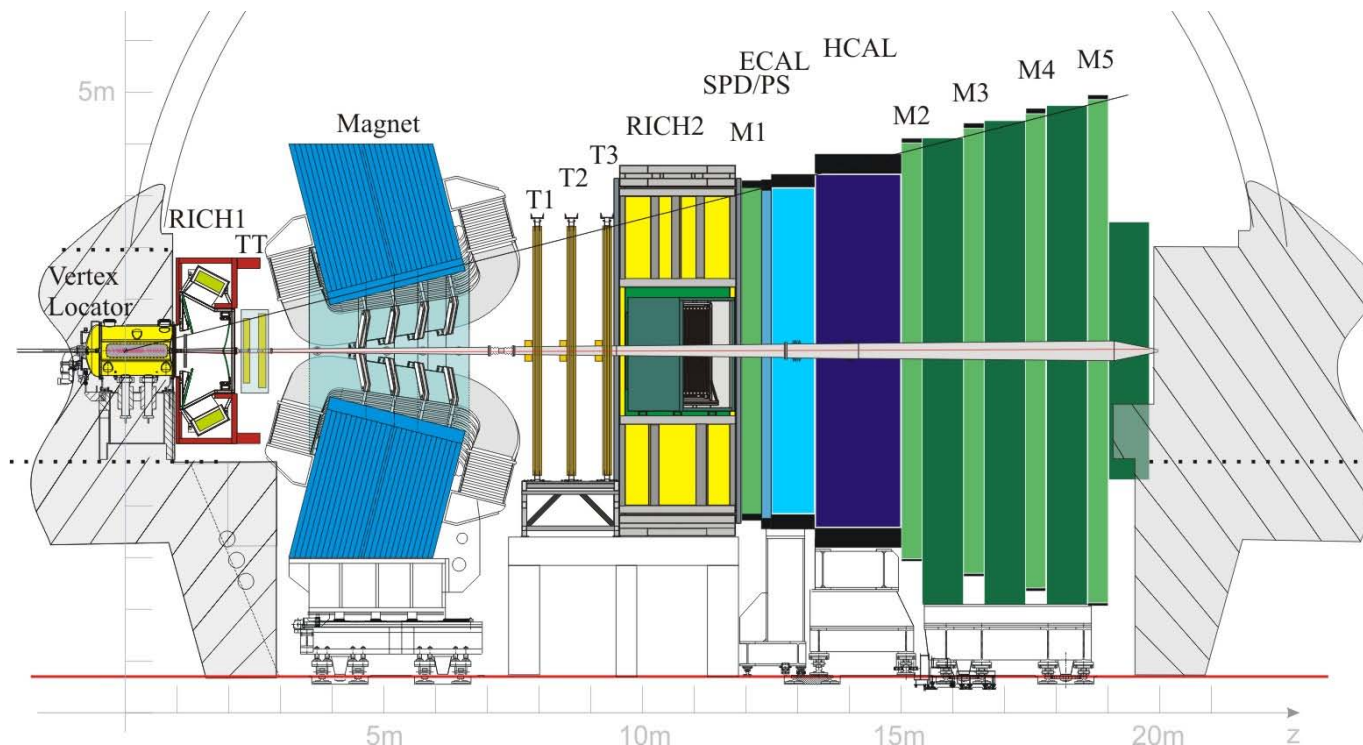 HCAL
ECAL
SPD/PS
M1
M2
M3
M4
M5
5m
Magnet
RICH2
T1
T2
T3
RICH1
TT
Vertex
Locator
5m
10m
15m
20m
z